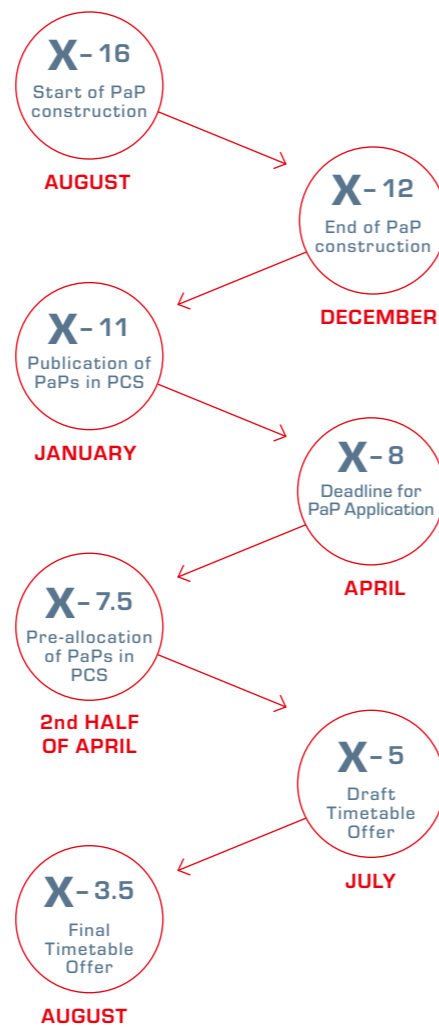 X-16
Start of PaP
construction
AUGUST
X-12
End of PaP
construction
DECEMBER
X-11
Publication of
PaPs in PCS
JANUARY
X-8
Deadline for
PaP Application
APRIL
X-7.5
Pre-allocation
of PaPs in
PCS
2nd HALF
OF APRIL
X-5
Draft
Timetable
Offer
JULY
X-3.5
Final
Timetable
Offer
AUGUST